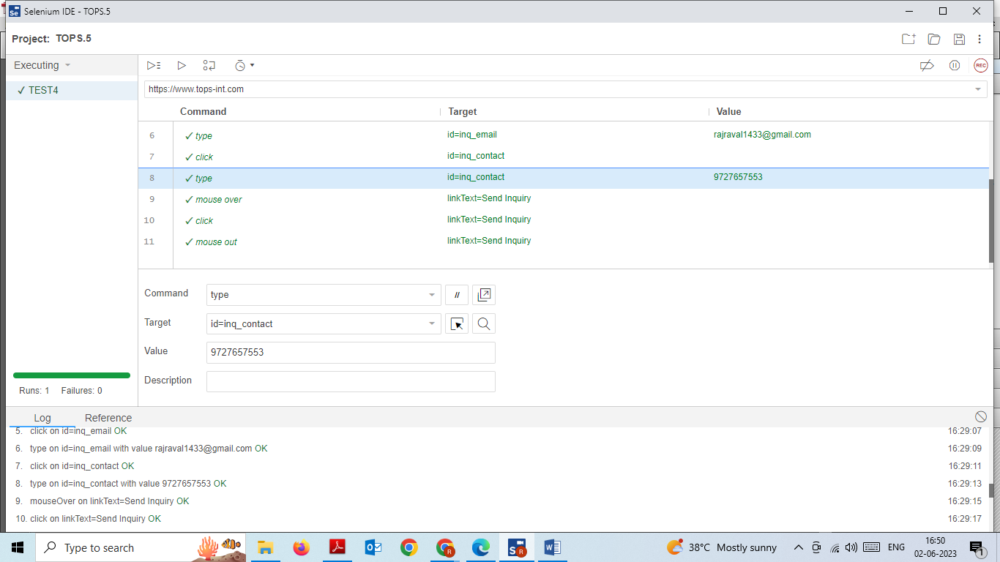 Selenium IDE - TOPS.5
Project: TOPS.5
Executing
REC
✓ TEST4
https://www.tops-int.com
Command Target Value
6 ✓ type id=inq_email rajraval1433@gmail.com
7 ✓ click id=inq_contact
8 ✓ type id=inq_contact 9727657553
9 ✓ mouse over linkText=Send Inquiry
10 ✓ click linkText=Send Inquiry
11 ✓ mouse out linkText=Send Inquiry
Command type //
Target id=inq_contact
Value 9727657553
Description
Runs: 1 Failures: 0
Log Reference
5. click on id=inq_email OK 16:29:07
6. type on id=inq_email with value rajraval1433@gmail.com OK 16:29:09
7. click on id=inq_contact OK 16:29:11
8. type on id=inq_contact with value 9727657553 OK 16:29:13
9. mouseOver on linkText=Send Inquiry OK 16:29:15
10. click on linkText=Send Inquiry OK 16:29:17
Type to search
38°C Mostly sunny
ENG
16:50
02-06-2023
1